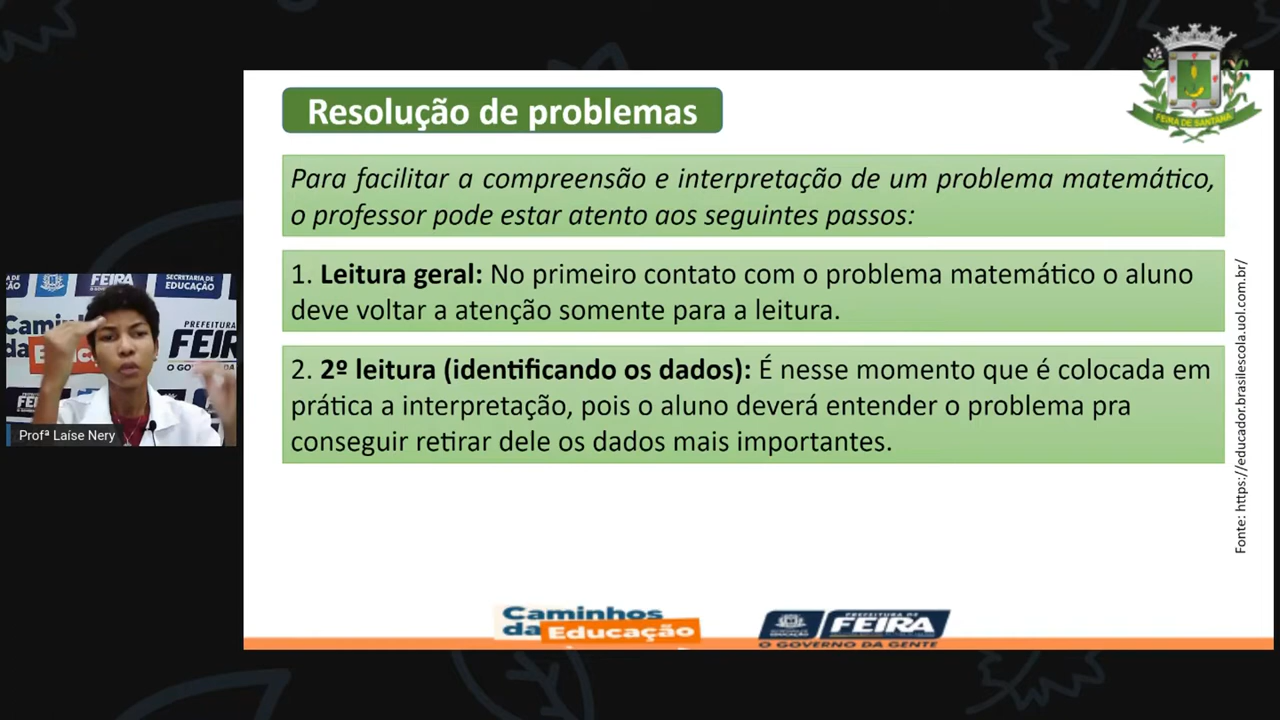 Resolução de problemas
FEIRA DE SANTANA
Para facilitar a compreensão e interpretação de um problema matemático,
o professor pode estar atento aos seguintes passos:
1. Leitura geral: No primeiro contato com o problema matemático o aluno
deve voltar a atenção somente para a leitura.
2. 2º leitura (identificando os dados): É nesse momento que é colocada em
prática a interpretação, pois o aluno deverá entender o problema pra
conseguir retirar dele os dados mais importantes.
Fonte: https://educador.brasilescola.uol.com.br/
FEIRA
SECRETARIA DE
EDUCAÇÃO
PREFEITURA
FEIR
Profª Laíse Nery
Caminhos
da Educação
SECRETARIA DE
EDUCAÇÃO
PREFEITURA DE
FEIRA
O GOVERNO DA GENTE